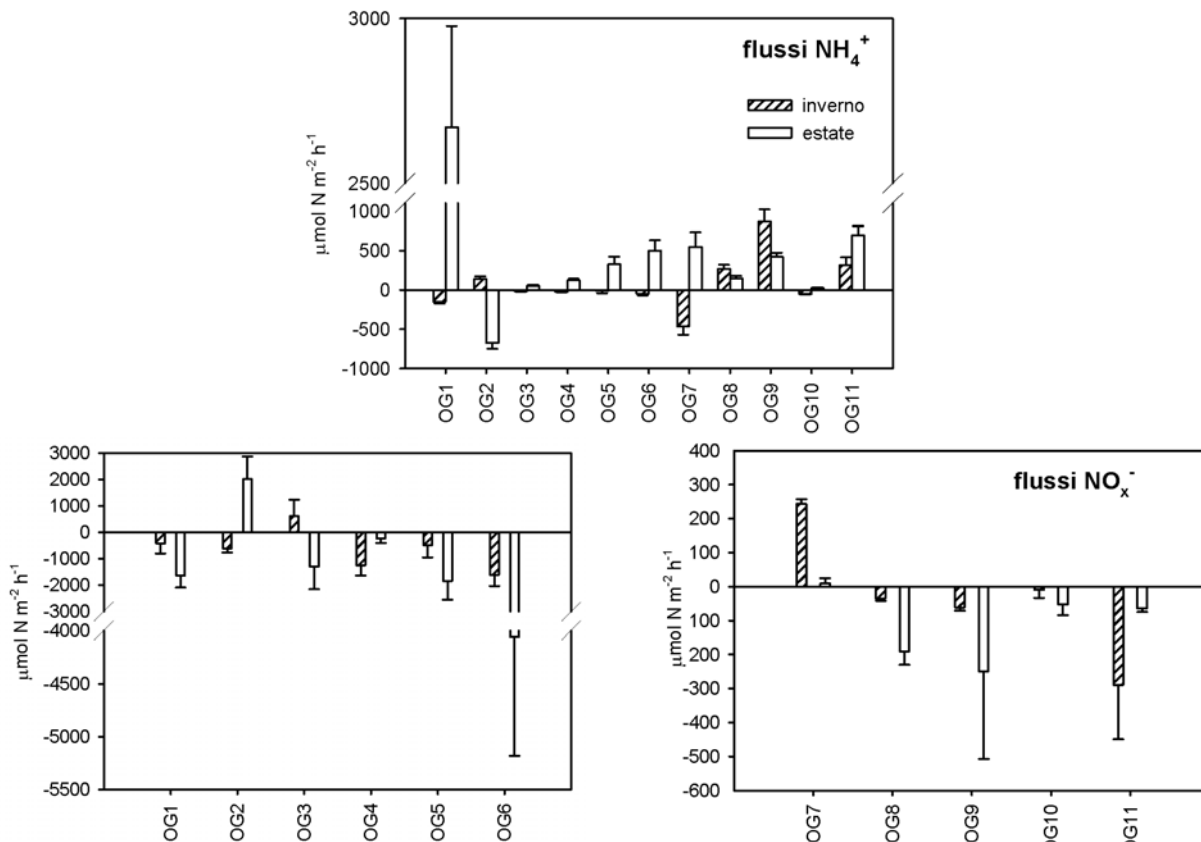 flussi NH₄⁺
inverno
estate
μmol N m⁻² h⁻¹
3000
2500
1000
500
0
-500
-1000
OG1 OG2 OG3 OG4 OG5 OG6 OG7 OG8 OG9 OG10 OG11
μmol N m⁻² h⁻¹
3000
2000
1000
0
-1000
-2000
-3000
-4000
-4500
-5000
-5500
OG1 OG2 OG3 OG4 OG5 OG6
flussi NOₓ⁻
μmol N m⁻² h⁻¹
400
300
200
100
0
-100
-200
-300
-400
-500
-600
OG7 OG8 OG9 OG10 OG11